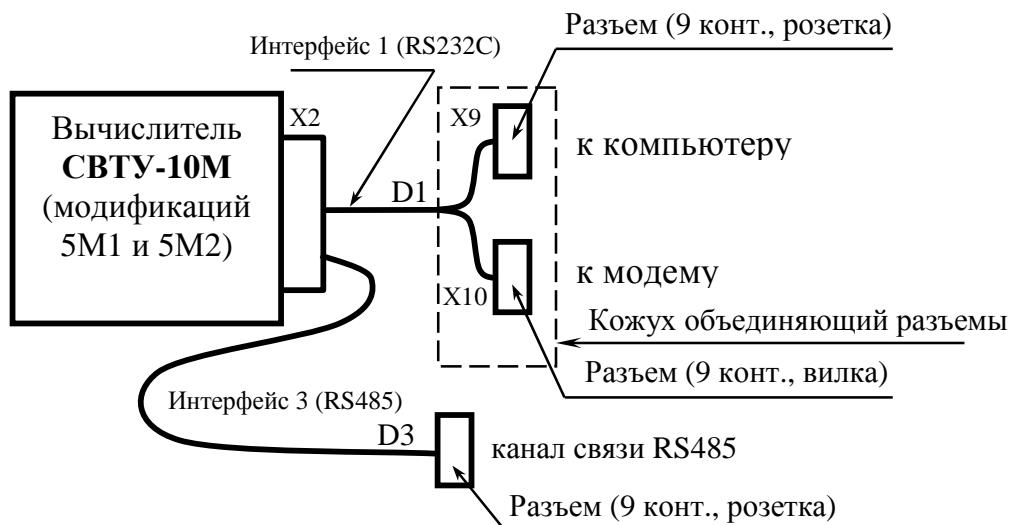 Разъем (9 конт., розетка)
Интерфейс 1 (RS232C)
Вычислитель
СВТУ-10М
(модификаций
5М1 и 5М2)
X2
X9
к компьютеру
D1
X10
к модему
Кожух объединяющий разъемы
Разъем (9 конт., вилка)
Интерфейс 3 (RS485)
D3
канал связи RS485
Разъем (9 конт., розетка)